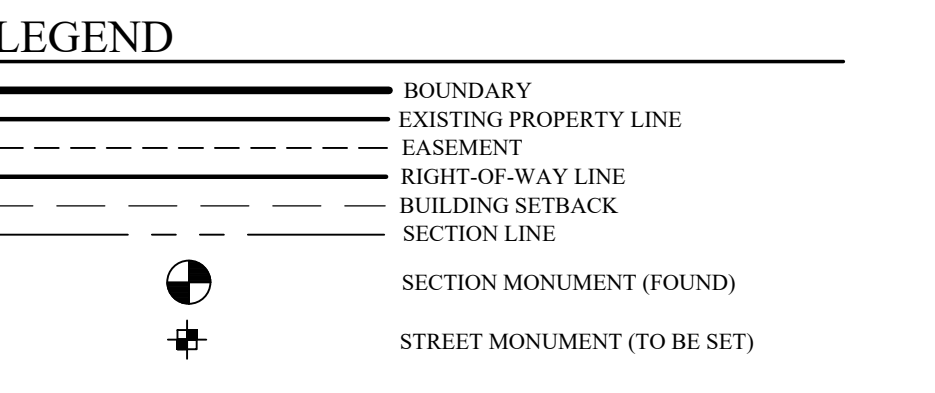 LEGEND
BOUNDARY
EXISTING PROPERTY LINE
EASEMENT
RIGHT-OF-WAY LINE
BUILDING SETBACK
SECTION LINE
SECTION MONUMENT (FOUND)
STREET MONUMENT (TO BE SET)